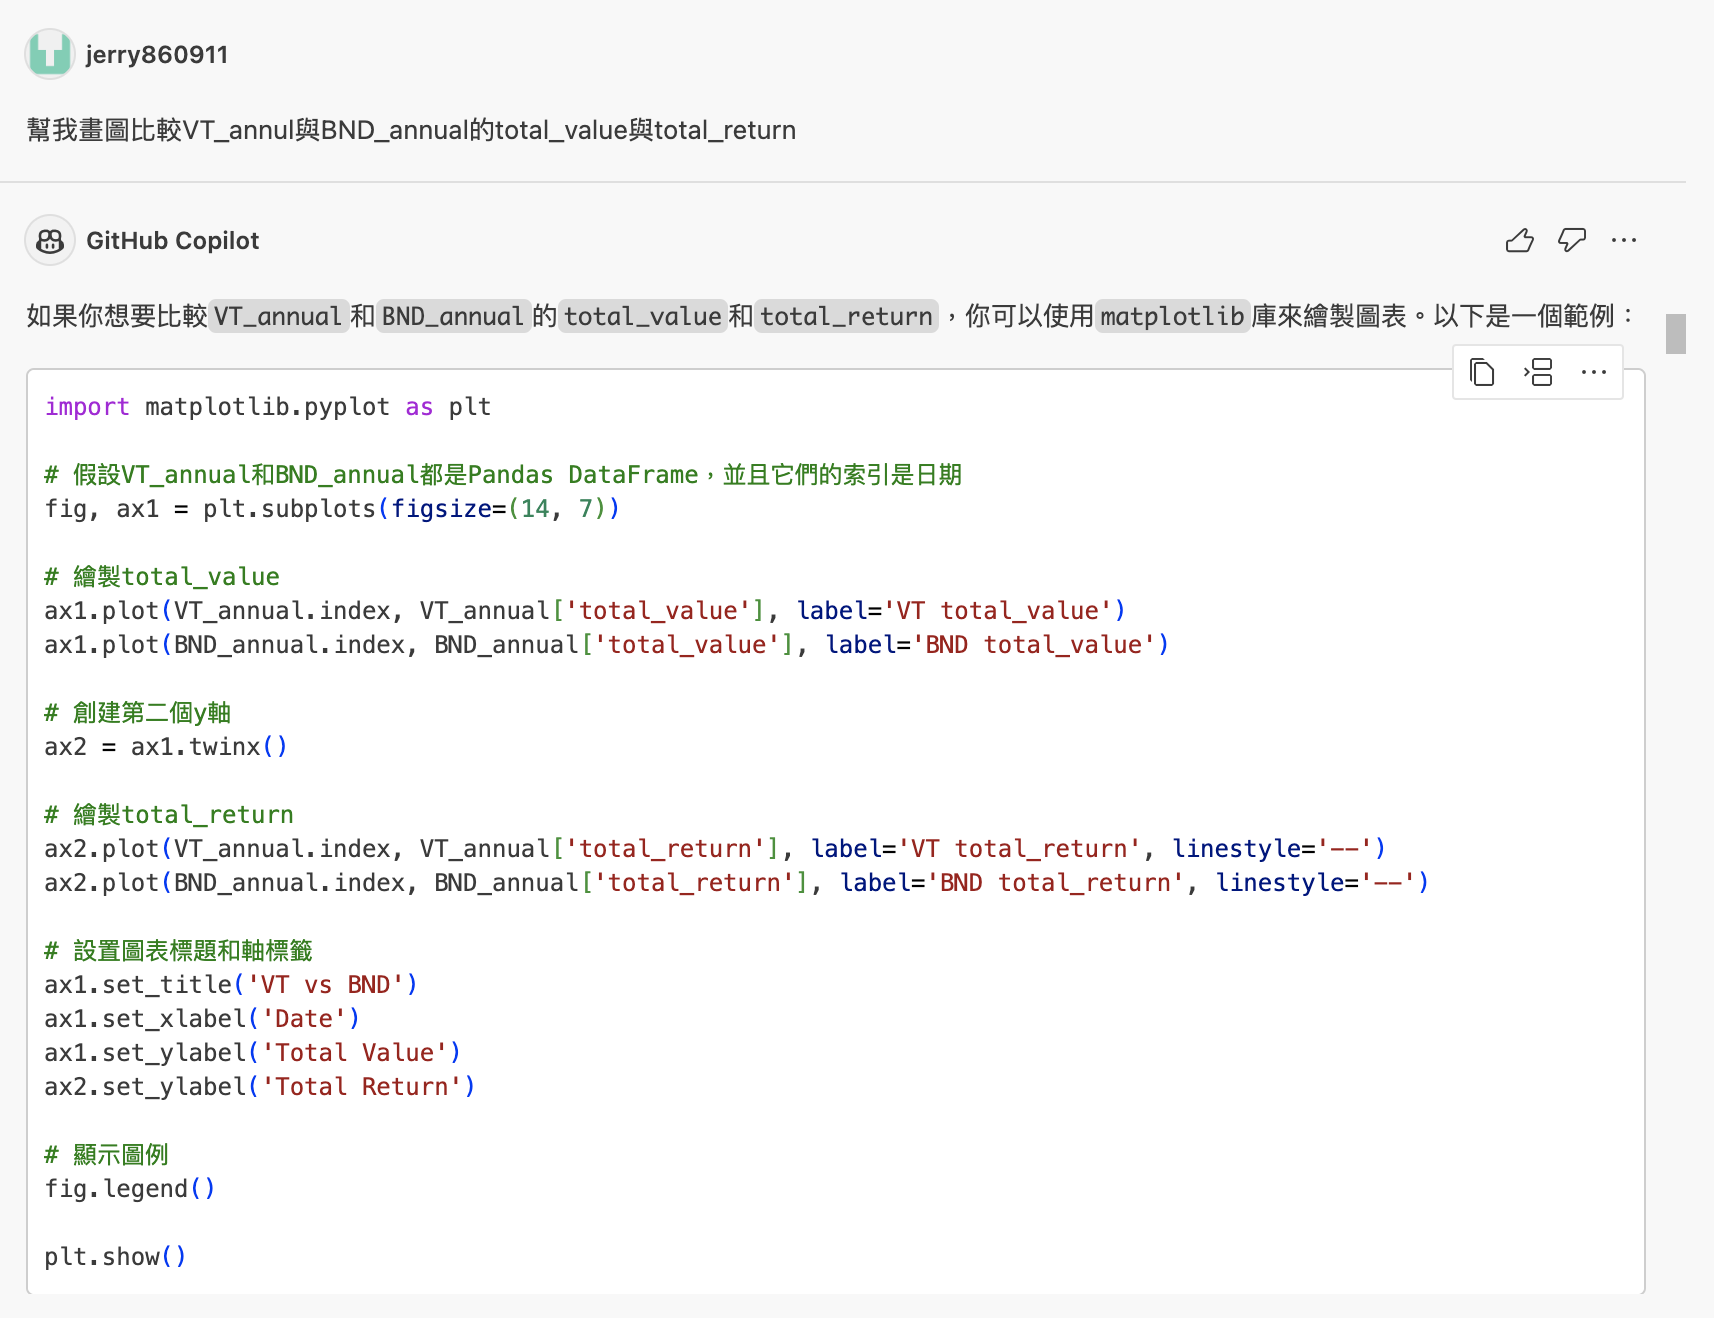 jerry860911
幫我畫圖比較VT_annul與BND_annual的total_value與total_return
GitHub Copilot
如果你想要比較VT_annual和BND_annual的total_value和total_return，你可以使用matplotlib庫來繪製圖表。以下是一個範例：
import matplotlib.pyplot as plt
# 假設VT_annual和BND_annual都是Pandas DataFrame，並且它們的索引是日期
fig, ax1 = plt.subplots(figsize=(14, 7))
# 繪製total_value
ax1.plot(VT_annual.index, VT_annual['total_value'], label='VT total_value')
ax1.plot(BND_annual.index, BND_annual['total_value'], label='BND total_value')
# 創建第二個y軸
ax2 = ax1.twinx()
# 繪製total_return
ax2.plot(VT_annual.index, VT_annual['total_return'], label='VT total_return', linestyle='--')
ax2.plot(BND_annual.index, BND_annual['total_return'], label='BND total_return', linestyle='--')
# 設置圖表標題和軸標籤
ax1.set_title('VT vs BND')
ax1.set_xlabel('Date')
ax1.set_ylabel('Total Value')
ax2.set_ylabel('Total Return')
# 顯示圖例
fig.legend()
plt.show()